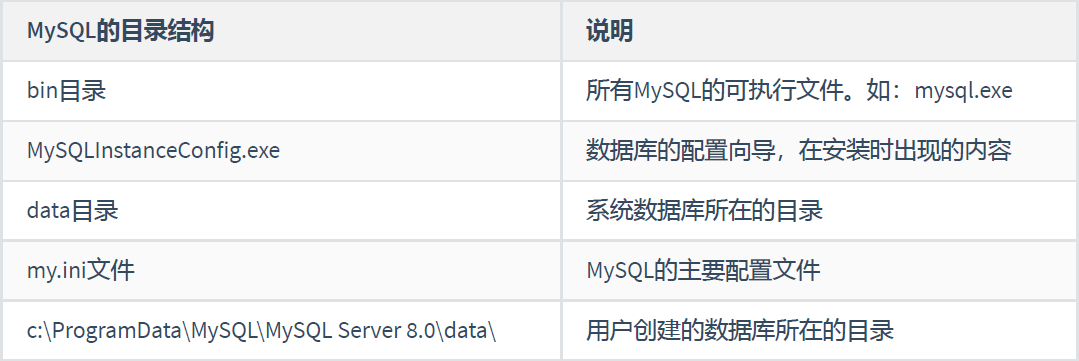 MySQL的目录结构 说明
bin目录 所有MySQL的可执行文件。如：mysql.exe
MySQLInstanceConfig.exe 数据库的配置向导，在安装时出现的内容
data目录 系统数据库所在的目录
my.ini文件 MySQL的主要配置文件
c:\ProgramData\MySQL\MySQL Server 8.0\data\ 用户创建的数据库所在的目录